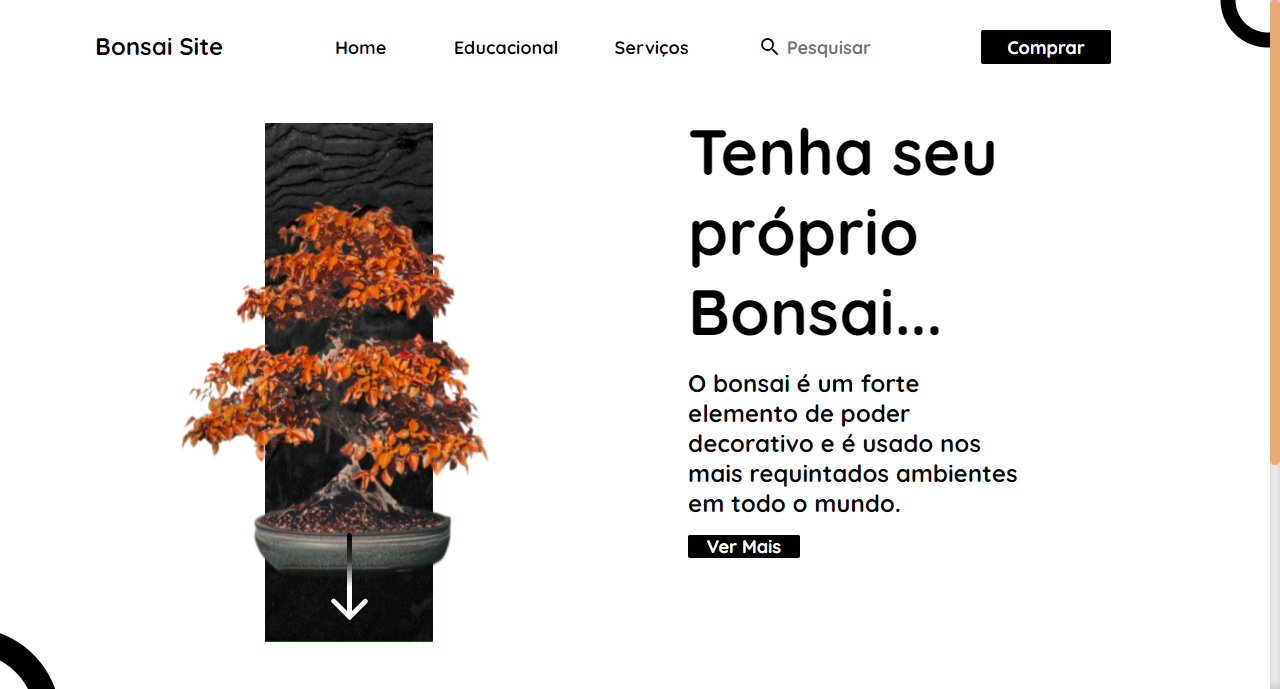 Bonsai Site
Home
Educacional
Serviços
Pesquisar
Comprar
Tenha seu
próprio
Bonsai...
O bonsai é um forte
elemento de poder
decorativo e é usado nos
mais requintados ambientes
em todo o mundo.
Ver Mais